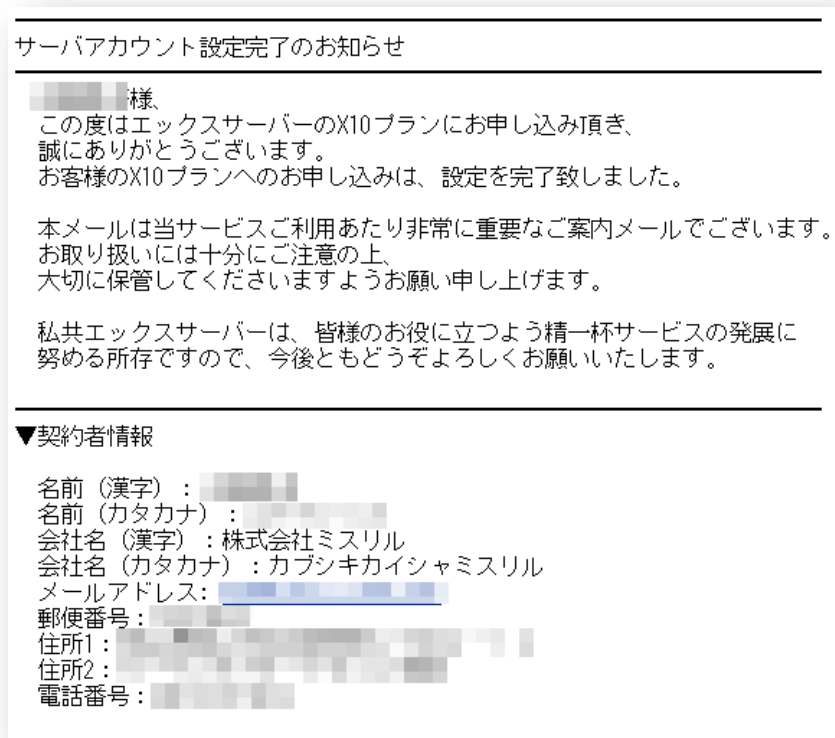 サーバアカウント設定完了のお知らせ
様、
この度はエックスサーバーのX10プランにお申し込み頂き、
誠にありがとうございます。
お客様のX10プランへのお申し込みは、設定を完了致しました。
本メールは当サービスご利用あたり非常に重要なご案内メールでございます。
お取り扱いには十分にご注意の上、
大切に保管してくださいますようお願い申し上げます。
私共エックスサーバーは、皆様のお役に立つよう精一杯サービスの発展に
努める所存ですので、今後ともどうぞよろしくお願いいたします。
▼契約者情報
名前（漢字）：
名前（カタカナ）：
会社名（漢字）：株式会社ミスリル
会社名（カタカナ）：カブシキカイシャミスリル
メールアドレス:
郵便番号：
住所1：
住所2：
電話番号：